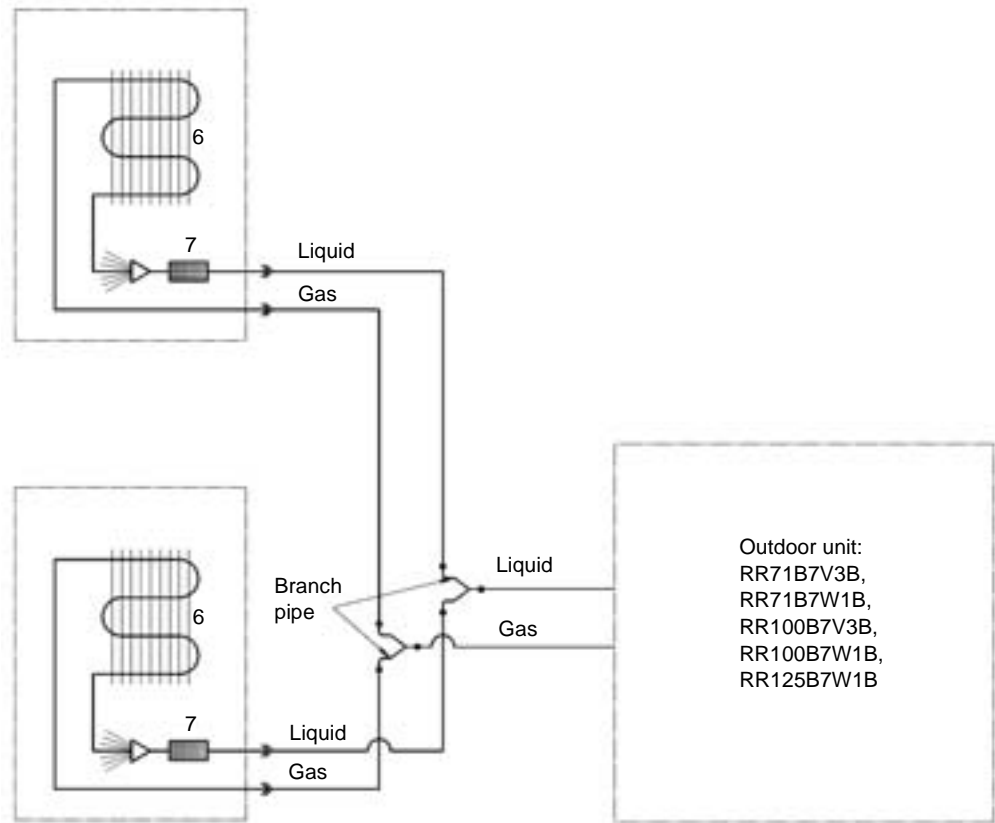 6
7
Liquid
Gas
6
7
Liquid
Gas
Branch
pipe
Liquid
Gas
Outdoor unit:
RR71B7V3B,
RR71B7W1B,
RR100B7V3B,
RR100B7W1B,
RR125B7W1B